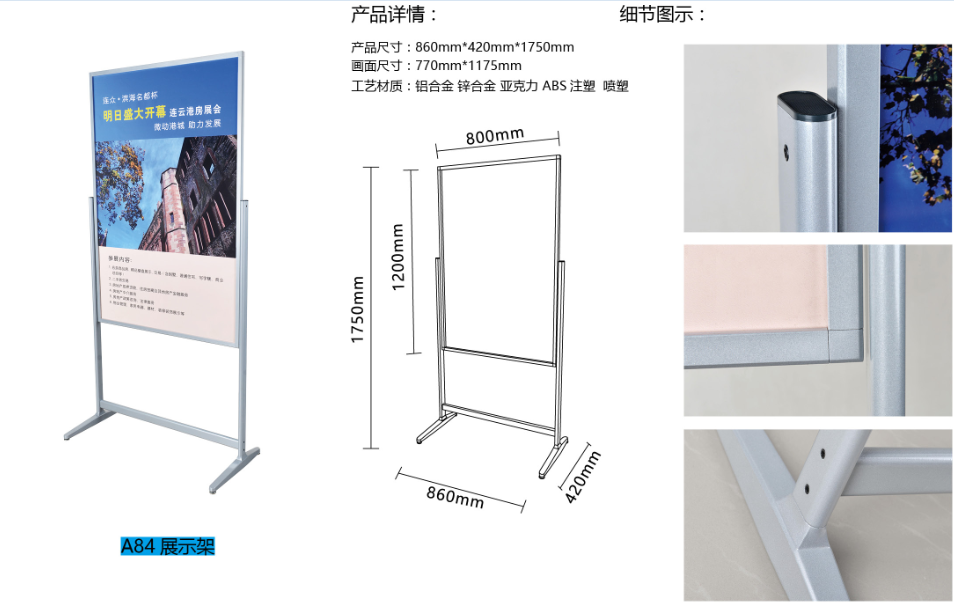 产品详情：
细节图示：
产品尺寸：860mm*420mm*1750mm
画面尺寸：770mm*1175mm
工艺材质：铝合金 锌合金 亚克力 ABS 注塑 喷塑
连众·滨海名都杯
明日盛大开幕 连云港房展会
微动港城 助力发展
参展内容：
800mm
1200mm
1750mm
860mm
420mm
A84 展示架